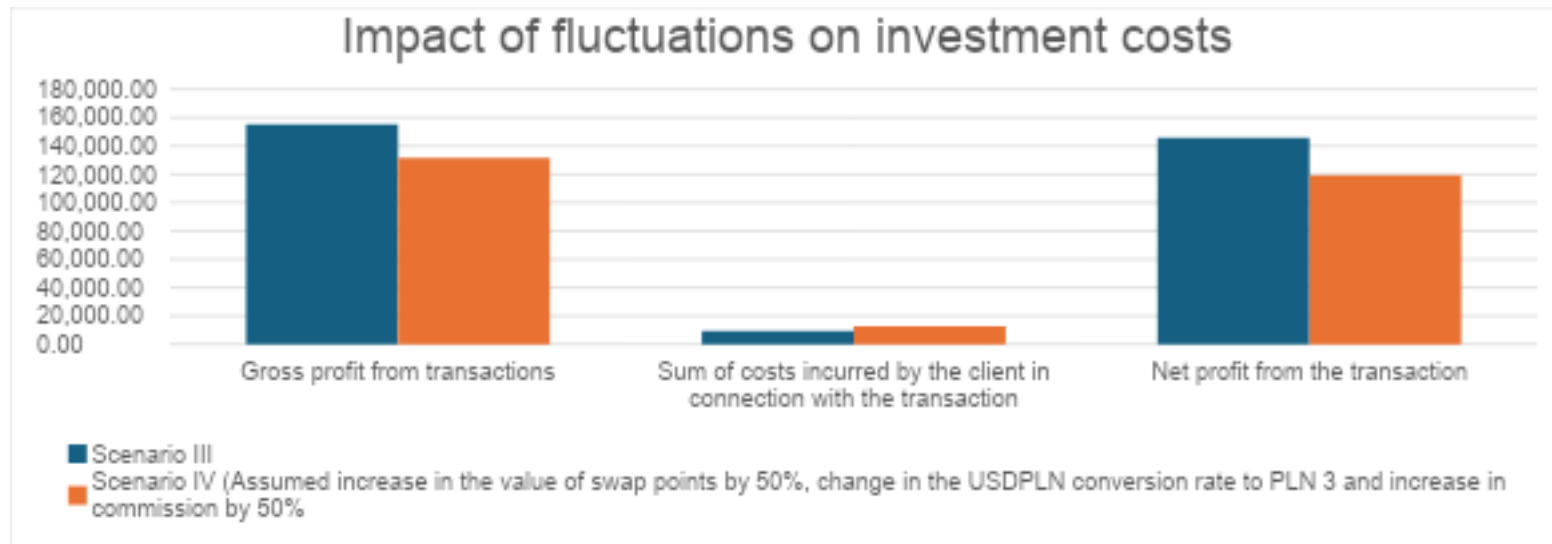 Impact of fluctuations on investment costs
180,000.00
160,000.00
140,000.00
120,000.00
100,000.00
80,000.00
60,000.00
40,000.00
20,000.00
0.00
Gross profit from transactions
Sum of costs incurred by the client in
connection with the transaction
Net profit from the transaction
Scenario III
Scenario IV (Assumed increase in the value of swap points by 50%, change in the USDPLN conversion rate to PLN 3 and increase in
commission by 50%